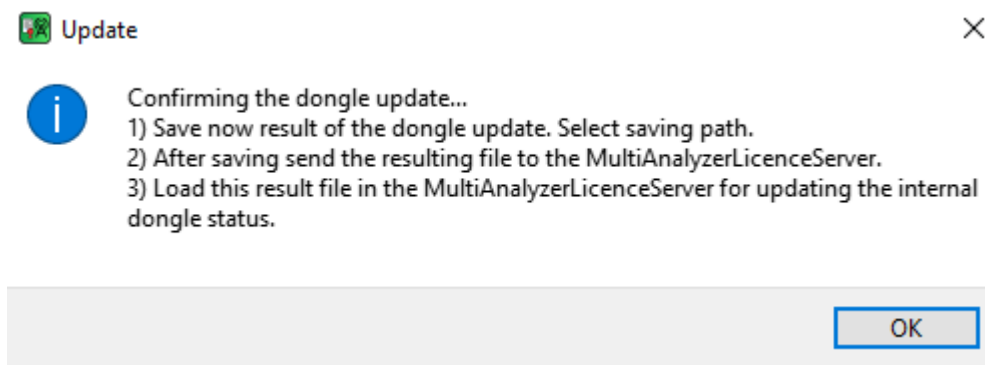 Update
Confirming the dongle update...
1) Save now result of the dongle update. Select saving path.
2) After saving send the resulting file to the MultiAnalyzerLicenceServer.
3) Load this result file in the MultiAnalyzerLicenceServer for updating the internal
dongle status.
OK